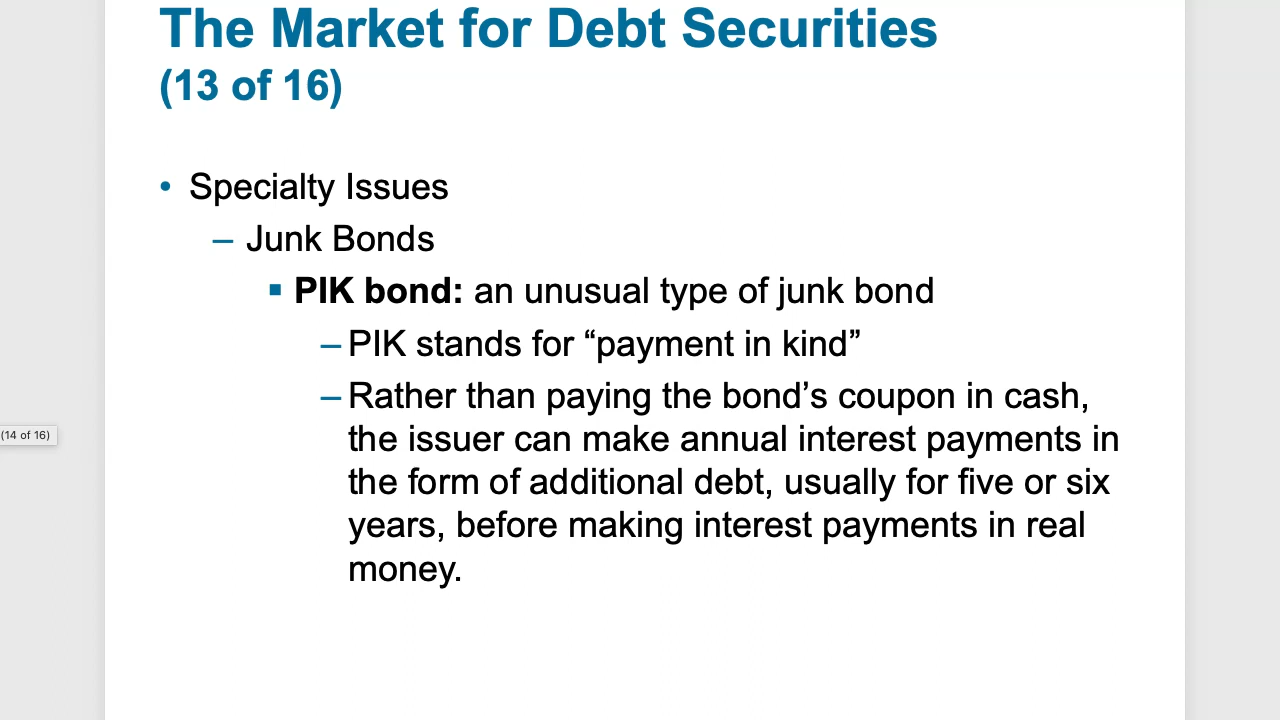 The Market for Debt Securities
(13 of 16)
• Specialty Issues
– Junk Bonds
▪ PIK bond: an unusual type of junk bond
– PIK stands for “payment in kind”
– Rather than paying the bond’s coupon in cash,
the issuer can make annual interest payments in
the form of additional debt, usually for five or six
years, before making interest payments in real
money.
(14 of 16)